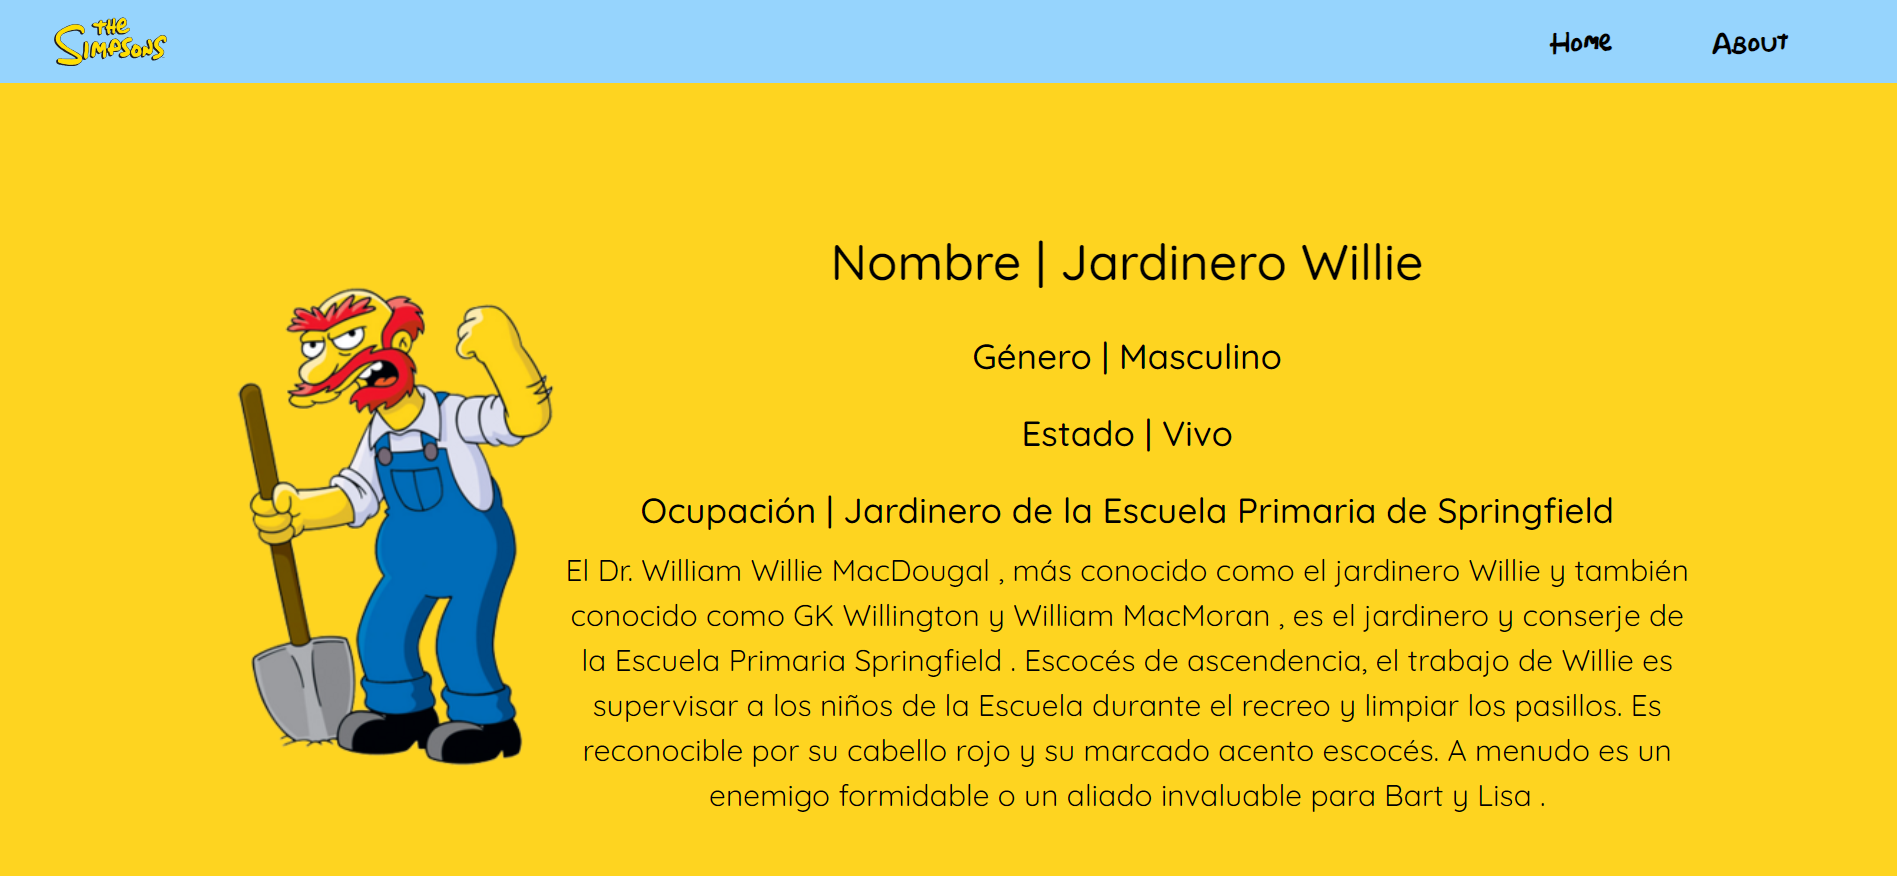 The
Simpsons
Home
About
Nombre | Jardinero Willie
Género | Masculino
Estado | Vivo
Ocupación | Jardinero de la Escuela Primaria de Springfield
El Dr. William Willie MacDougal , más conocido como el jardinero Willie y también
conocido como GK Willington y William MacMoran , es el jardinero y conserje de
la Escuela Primaria Springfield . Escocés de ascendencia, el trabajo de Willie es
supervisar a los niños de la Escuela durante el recreo y limpiar los pasillos. Es
reconocible por su cabello rojo y su marcado acento escocés. A menudo es un
enemigo formidable o un aliado invaluable para Bart y Lisa .